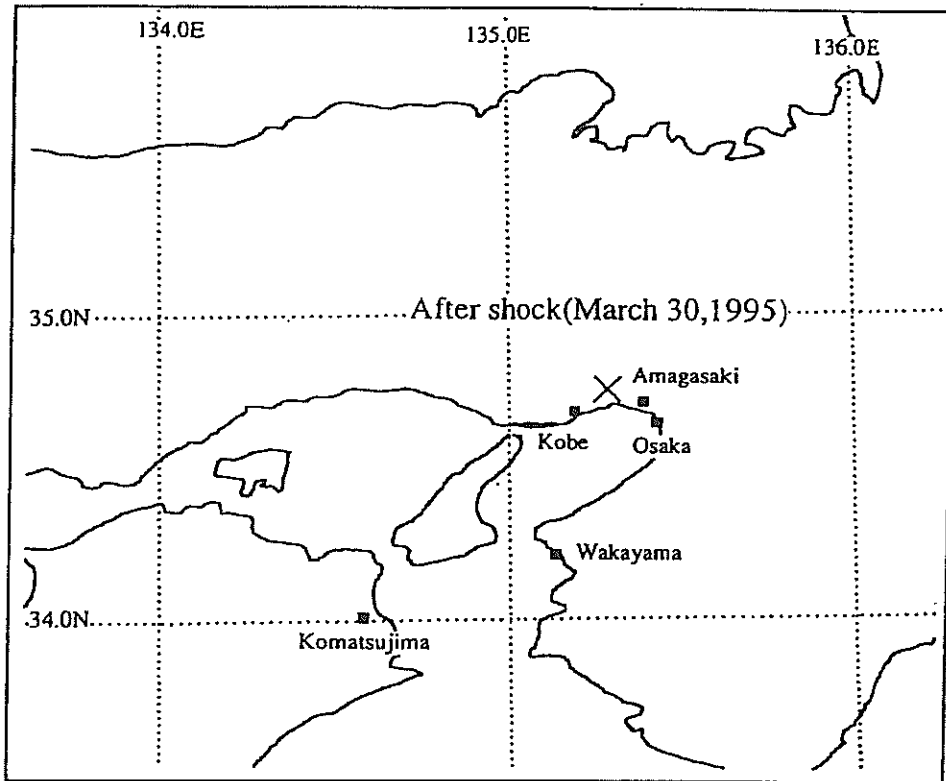 134.0E
135.0E
136.0E
35.0N
After shock(March 30,1995)
Amagasaki
Kobe
Osaka
Wakayama
34.0N
Komatsujima